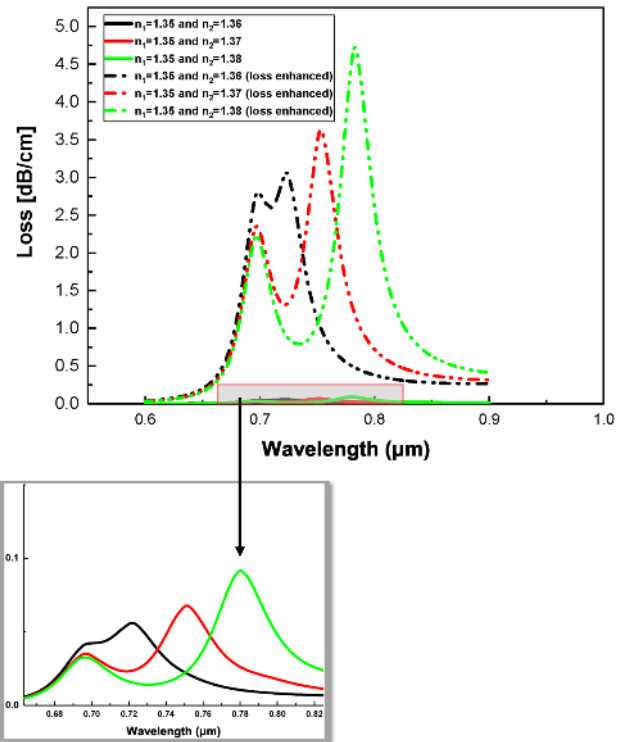 n₁=1.35 and n₂=1.36
n₁=1.35 and n₂=1.37
n₁=1.35 and n₂=1.38
n₁=1.35 and n₂=1.36 (loss enhanced)
n₁=1.35 and n₂=1.37 (loss enhanced)
n₁=1.35 and n₂=1.38 (loss enhanced)
5.0
4.5
4.0
3.5
3.0
2.5
2.0
1.5
1.0
0.5
0.0
Loss [dB/cm]
0.6 0.7 0.8 0.9 1.0
Wavelength (μm)
0.1
0.0
0.68 0.70 0.72 0.74 0.76 0.78 0.80 0.82
Wavelength (μm)